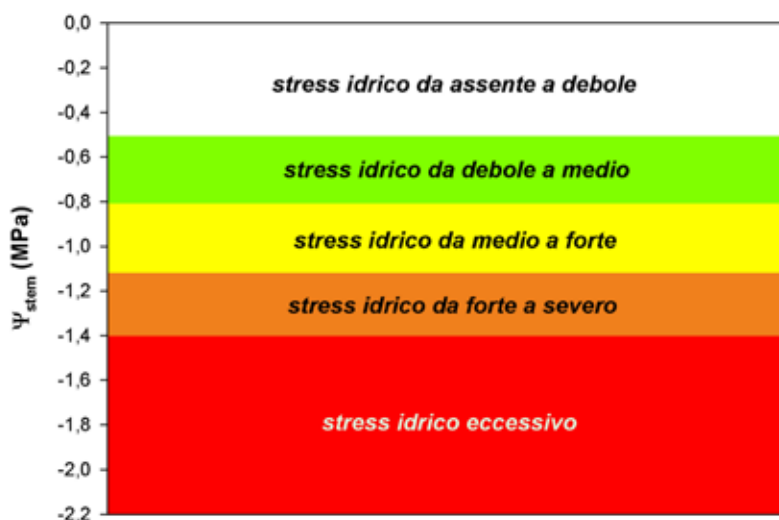 0,0
-0,2
stress idrico da assente a debole
-0,4
-0,6
stress idrico da debole a medio
-0,8
-1,0
stress idrico da medio a forte
-1,2
stress idrico da forte a severo
-1,4
-1,6
-1,8
stress idrico eccessivo
-2,0
-2,2
Ψstem (MPa)